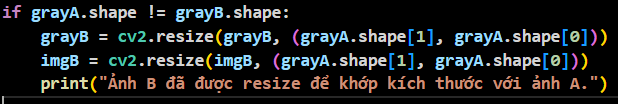 if grayA.shape != grayB.shape:
    grayB = cv2.resize(grayB, (grayA.shape[1], grayA.shape[0]))
    imgB = cv2.resize(imgB, (grayA.shape[1], grayA.shape[0]))
    print("Ảnh B đã được resize để khớp kích thước với ảnh A.")